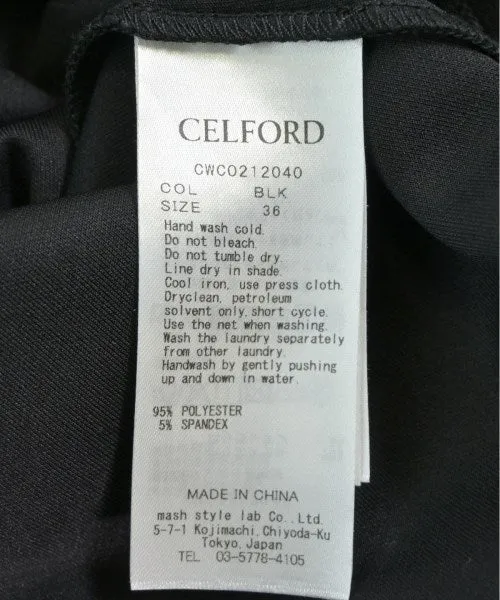 CELFORD
CWCO212040
COL BLK
SIZE 36
Hand wash cold.
Do not bleach.
Do not tumble dry.
Line dry in shade.
Cool iron, use press cloth.
Dryclean, petroleum
solvent only, short cycle.
Use the net when washing.
Wash the laundry separately
from other laundry.
Handwash by gently pushing
up and down in water.
95% POLYESTER
5% SPANDEX
MADE IN CHINA
mash style lab Co., Ltd.
5-7-1 Kojimachi, Chiyoda-Ku
Tokyo, Japan
TEL 03-5778-4105